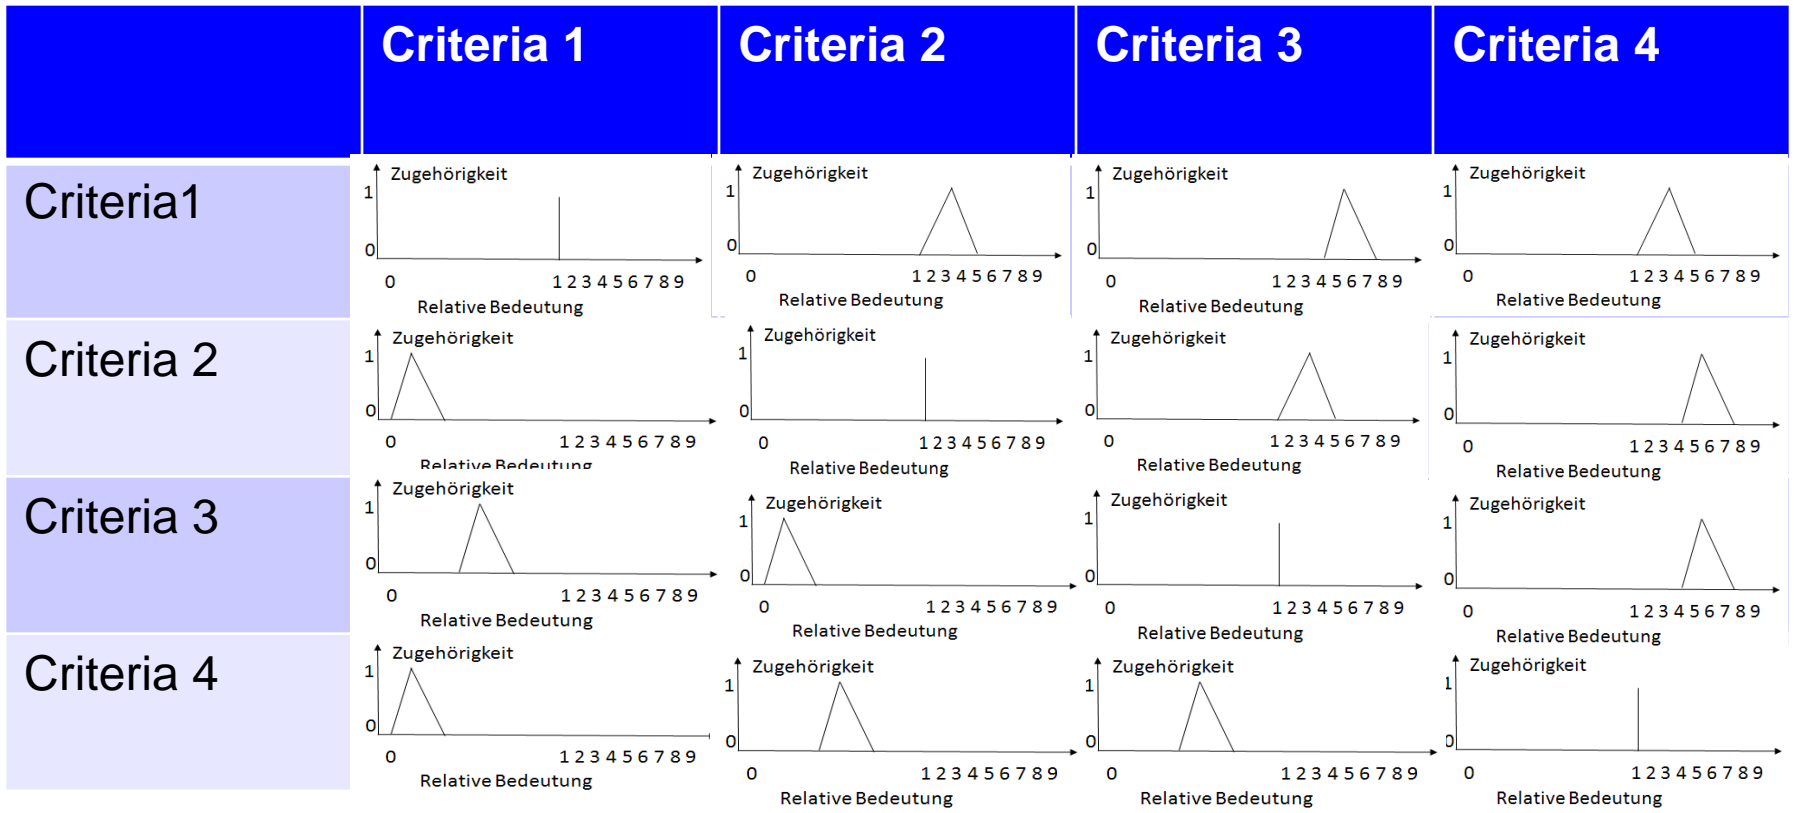 Criteria 1 Criteria 2 Criteria 3 Criteria 4
Criteria1
Zugehörigkeit
1
0
0 1 2 3 4 5 6 7 8 9
Relative Bedeutung
Zugehörigkeit
1
0
0 1 2 3 4 5 6 7 8 9
Relative Bedeutung
Zugehörigkeit
1
0
0 1 2 3 4 5 6 7 8 9
Relative Bedeutung
Zugehörigkeit
1
0
0 1 2 3 4 5 6 7 8 9
Relative Bedeutung
Criteria 2
Zugehörigkeit
1
0
0 1 2 3 4 5 6 7 8 9
Relative Bedeutung
Zugehörigkeit
1
0
0 1 2 3 4 5 6 7 8 9
Relative Bedeutung
Zugehörigkeit
1
0
0 1 2 3 4 5 6 7 8 9
Relative Bedeutung
Zugehörigkeit
1
0
0 1 2 3 4 5 6 7 8 9
Relative Bedeutung
Criteria 3
Zugehörigkeit
1
0
0 1 2 3 4 5 6 7 8 9
Relative Bedeutung
Zugehörigkeit
1
0
0 1 2 3 4 5 6 7 8 9
Relative Bedeutung
Zugehörigkeit
1
0
0 1 2 3 4 5 6 7 8 9
Relative Bedeutung
Zugehörigkeit
1
0
0 1 2 3 4 5 6 7 8 9
Relative Bedeutung
Criteria 4
Zugehörigkeit
1
0
0 1 2 3 4 5 6 7 8 9
Relative Bedeutung
Zugehörigkeit
1
0
0 1 2 3 4 5 6 7 8 9
Relative Bedeutung
Zugehörigkeit
1
0
0 1 2 3 4 5 6 7 8 9
Relative Bedeutung
Zugehörigkeit
1
0
0 1 2 3 4 5 6 7 8 9
Relative Bedeutung